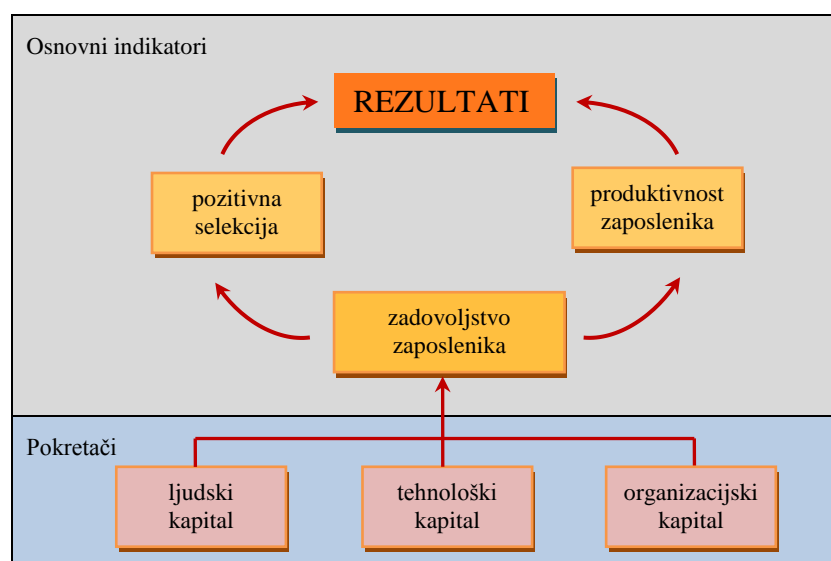 Osnovni indikatori
REZULTATI
pozitivna
selekcija
produktivnost
zaposlenika
zadovoljstvo
zaposlenika
Pokretači
ljudski
kapital
tehnološki
kapital
organizacijski
kapital